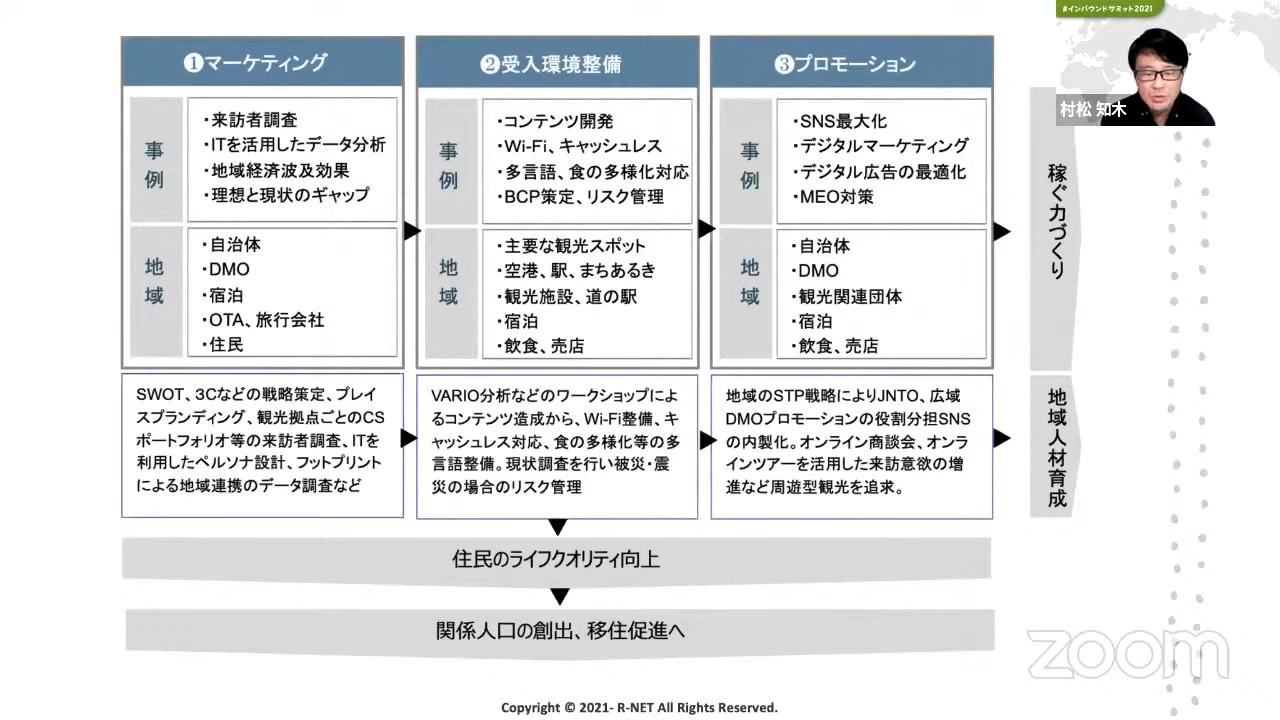 #インバウンドサミット2021
村松 知木
❶マーケティング
事例
・来訪者調査
・ITを活用したデータ分析
・地域経済波及効果
・理想と現状のギャップ
地域
・自治体
・DMO
・宿泊
・OTA、旅行会社
・住民
SWOT、3Cなどの戦略策定、プレイ
スプランディング、観光拠点ごとのCS
ポートフォリオ等の来訪者調査、ITを
利用したペルソナ設計、フットプリント
による地域連携のデータ調査など
❷受入環境整備
事例
・コンテンツ開発
・Wi-Fi、キャッシュレス
・多言語、食の多様化対応
・BCP策定、リスク管理
地域
・主要な観光スポット
・空港、駅、まちあるき
・観光施設、道の駅
・宿泊
・飲食、売店
VARIO分析などのワークショップによ
るコンテンツ造成から、Wi-Fi整備、キ
ャッシュレス対応、食の多様化等の多
言語整備。現状調査を行い被災・震
災の場合のリスク管理
❸プロモーション
事例
・SNS最大化
・デジタルマーケティング
・デジタル広告の最適化
・MEO対策
地域
・自治体
・DMO
・観光関連団体
・宿泊
・飲食、売店
地域のSTP戦略によりJNTO、広域
DMOプロモーションの役割分担SNS
の内製化。オンライン商談会、オンラ
インツアーを活用した来訪意欲の増
進など周遊型観光を追求。
稼ぐ力づくり
地域人材育成
住民のライフクオリティ向上
関係人口の創出、移住促進へ
zoom
Copyright © 2021- R-NET All Rights Reserved.